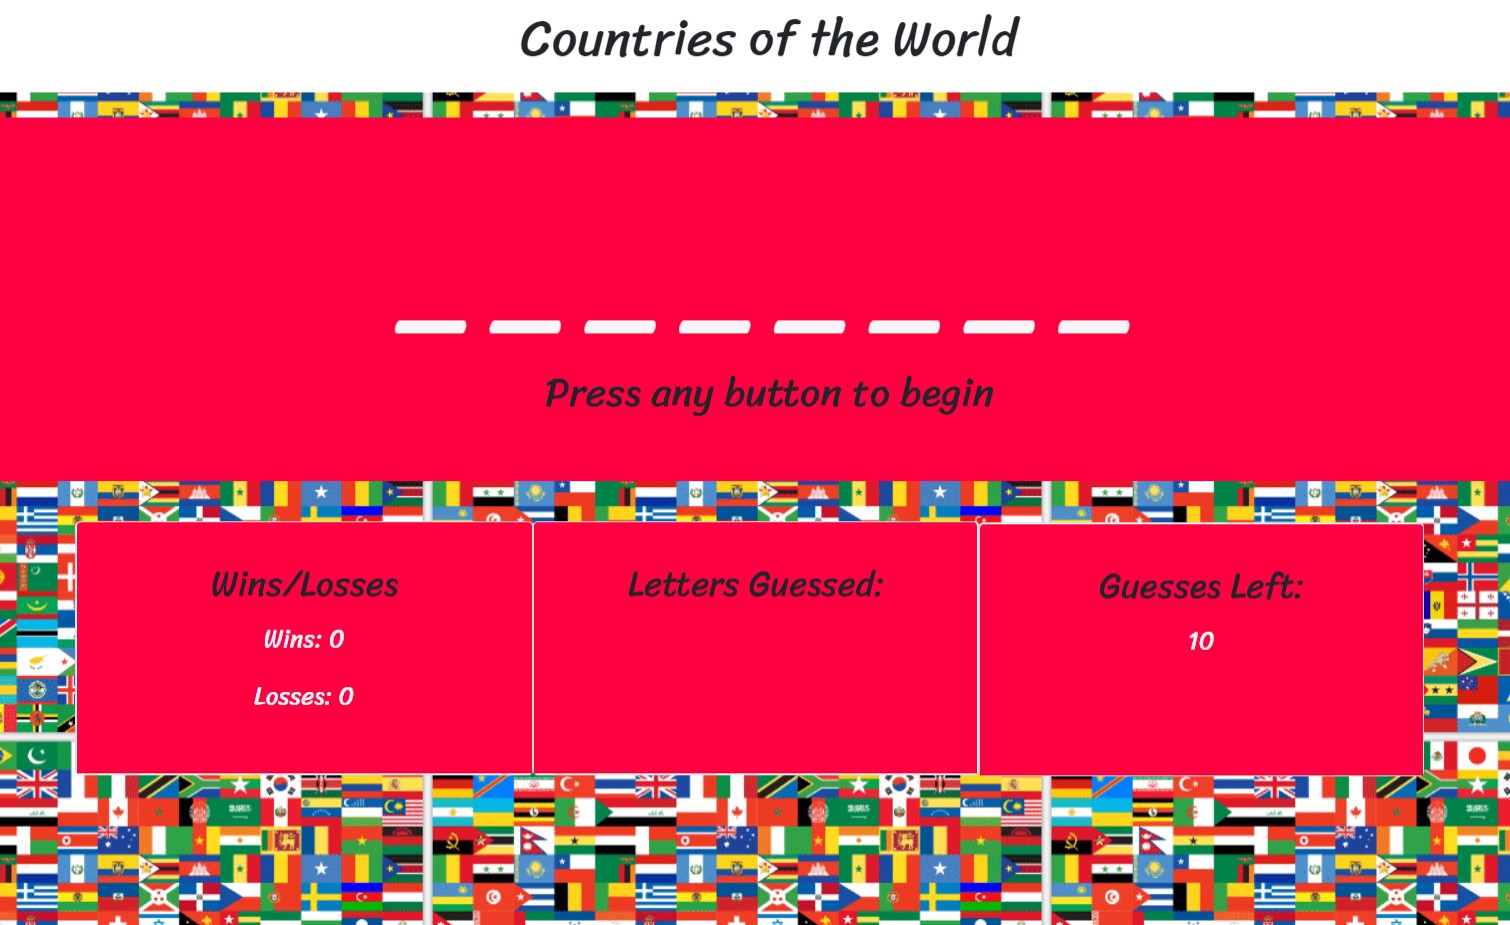 Countries of the World
Press any button to begin
Wins/Losses
Wins: 0
Losses: 0
Letters Guessed:
Guesses Left:
10